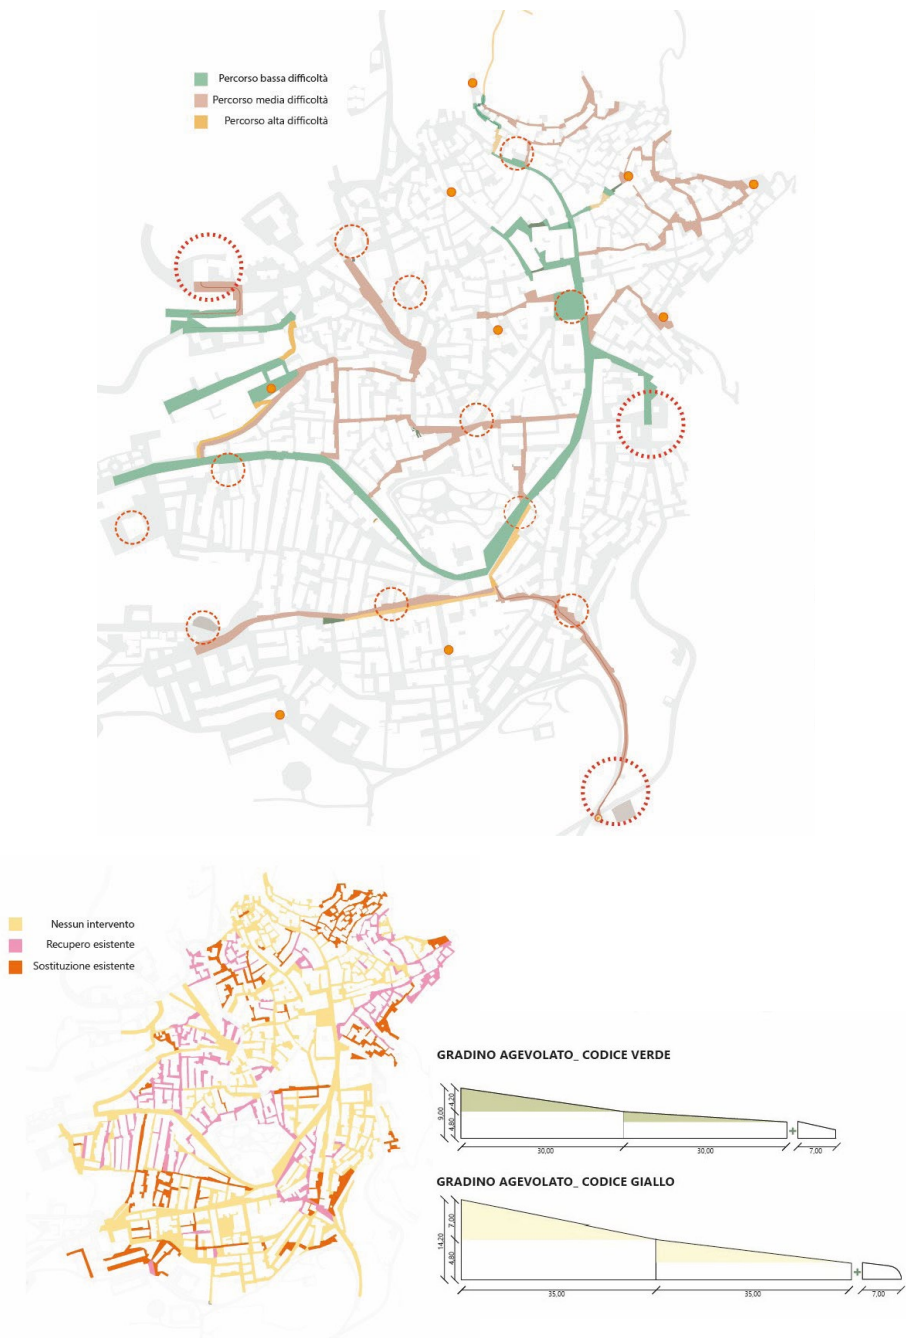 Percorso bassa difficoltà
Percorso media difficoltà
Percorso alta difficoltà
Nessun intervento
Recupero esistente
Sostituzione esistente
GRADINO AGEVOLATO_ CODICE VERDE
9,00
4,20
4,80
+
30,00
30,00
7,00
GRADINO AGEVOLATO_ CODICE GIALLO
14,20
7,00
4,80
+
35,00
35,00
7,00